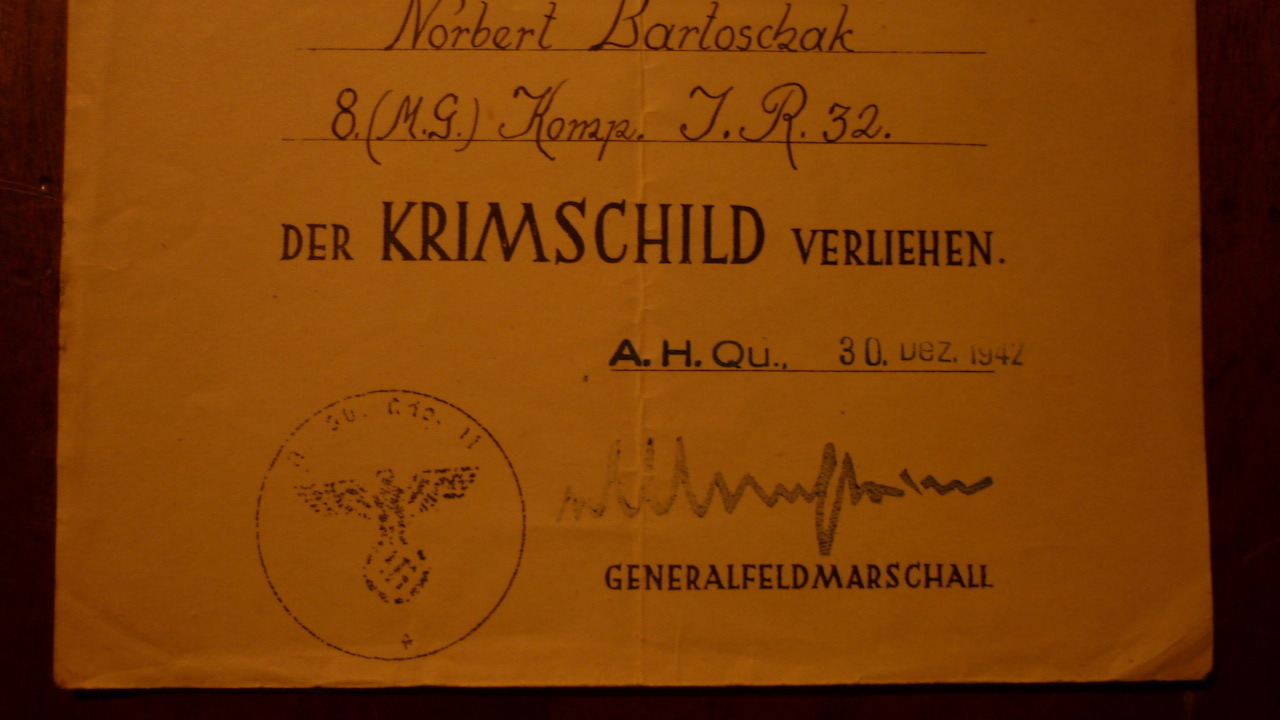 Norbert Bartoschak
8. (M.G.) Komp. I.R. 32.
DER KRIMSCHILD VERLIEHEN.
A. H. Qu., 30. DEZ. 1942
GENERALFELDMARSCHALL